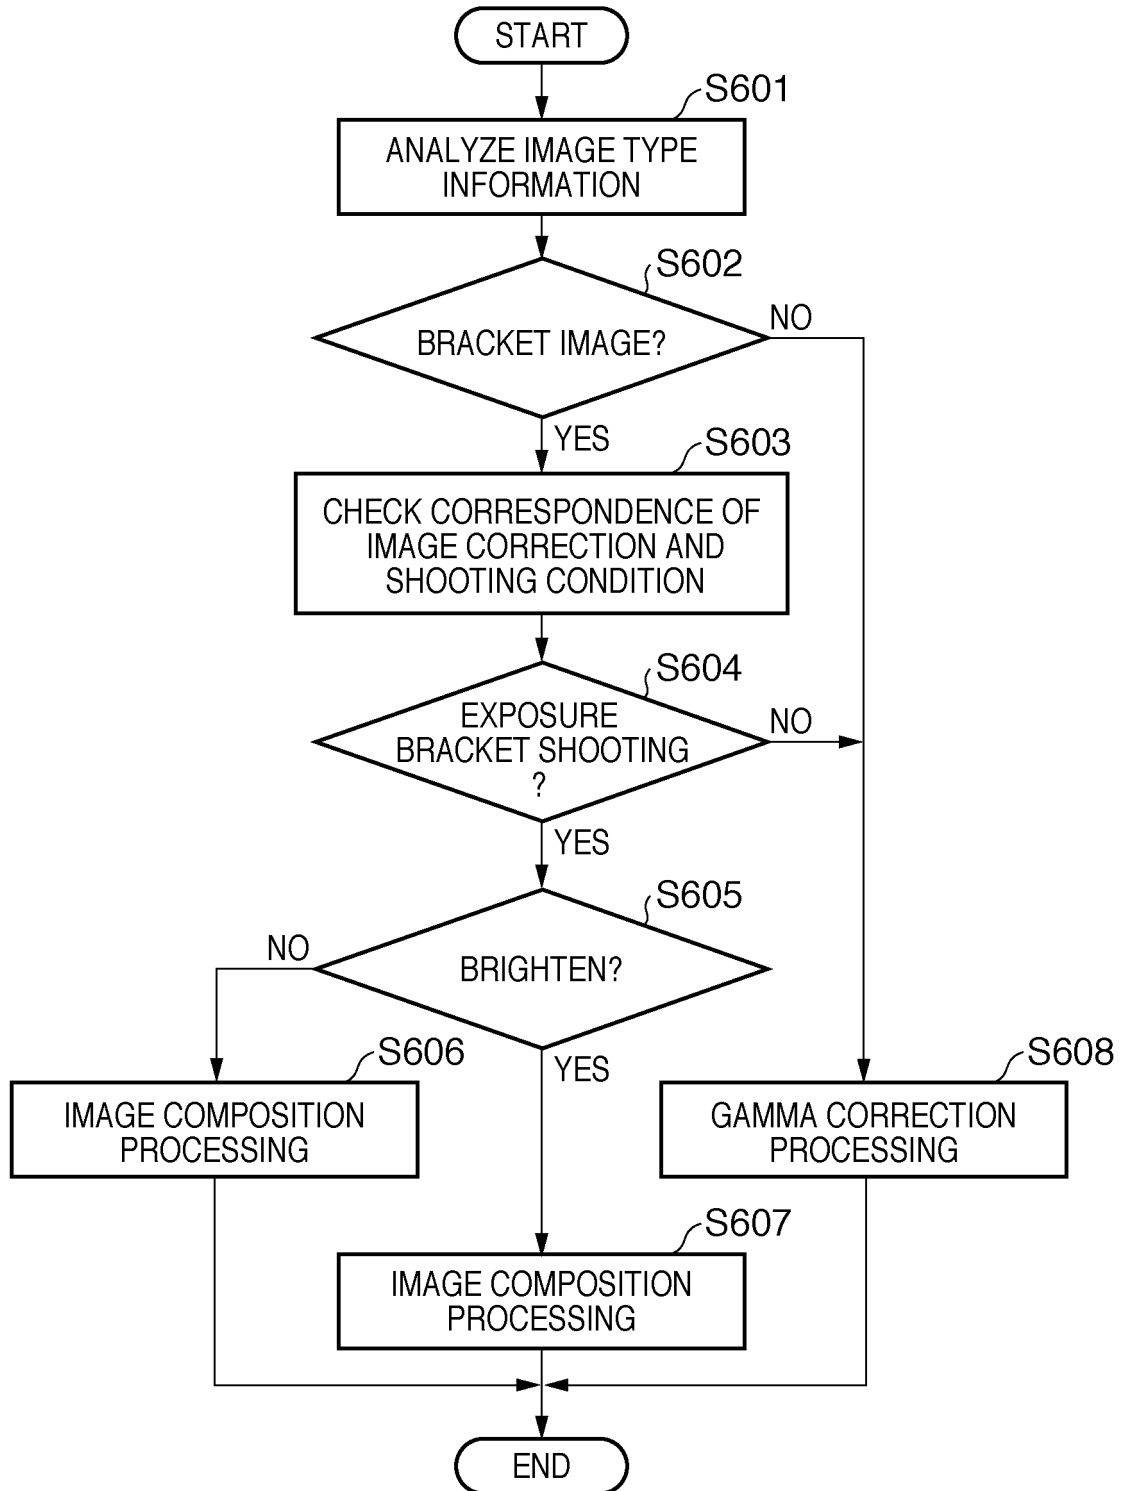 START
S601
ANALYZE IMAGE TYPE
INFORMATION
S602
BRACKET IMAGE?
NO
YES
S603
CHECK CORRESPONDENCE OF
IMAGE CORRECTION AND
SHOOTING CONDITION
S604
EXPOSURE
BRACKET SHOOTING
?
NO
YES
S605
BRIGHTEN?
NO
YES
S606
IMAGE COMPOSITION
PROCESSING
S608
GAMMA CORRECTION
PROCESSING
S607
IMAGE COMPOSITION
PROCESSING
END